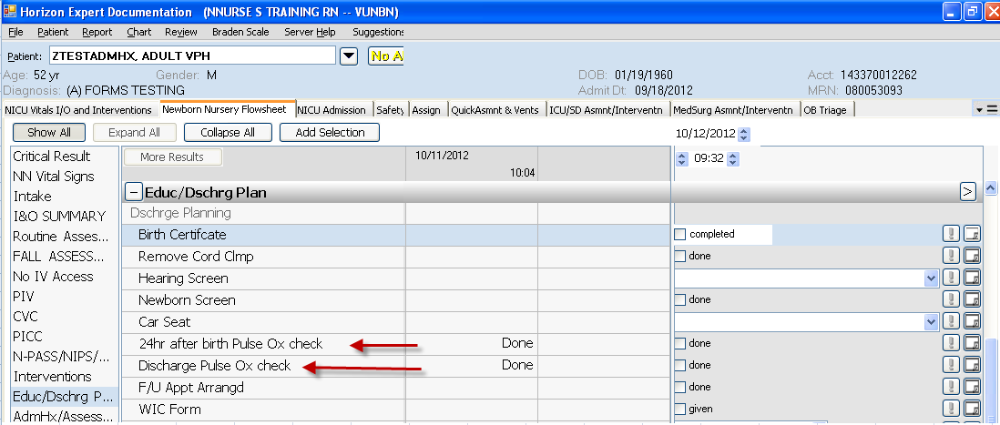 Horizon Expert Documentation (NNURSE S TRAINING RN -- VUNBN)
File Patient Report Chart Review Braden Scale Server Help Suggestions
Patient: ZTESTADMHX, ADULT VPH No Al
Age: 52 yr Gender: M DOB: 01/19/1960 Acct: 143370012262
Diagnosis: (A) FORMS TESTING Admit Dt: 09/18/2012 MRN: 080053093
NICU Vitals I/O and Interventions Newborn Nursery Flowsheet NICU Admission Safety Assign QuickAsmnt & Vents ICU/SD Asmnt/Interventn MedSurg Asmnt/Interventn OB Triage
Show All Expand All Collapse All Add Selection 10/12/2012
Critical Result More Results 10/11/2012 09:32
NN Vital Signs 10:04
Intake Educ/Dschrg Plan
I&O SUMMARY Dschrge Planning
Routine Asses... Birth Certifcate completed
FALL ASSESS... Remove Cord Clmp done
No IV Access Hearing Screen
PIV Newborn Screen done
CVC Car Seat
PICC 24hr after birth Pulse Ox check Done done
N-PASS/NIPS/... Discharge Pulse Ox check Done done
Interventions F/U Appt Arrangd done
Educ/Dschrg P... WIC Form given
AdmHx/Assess...